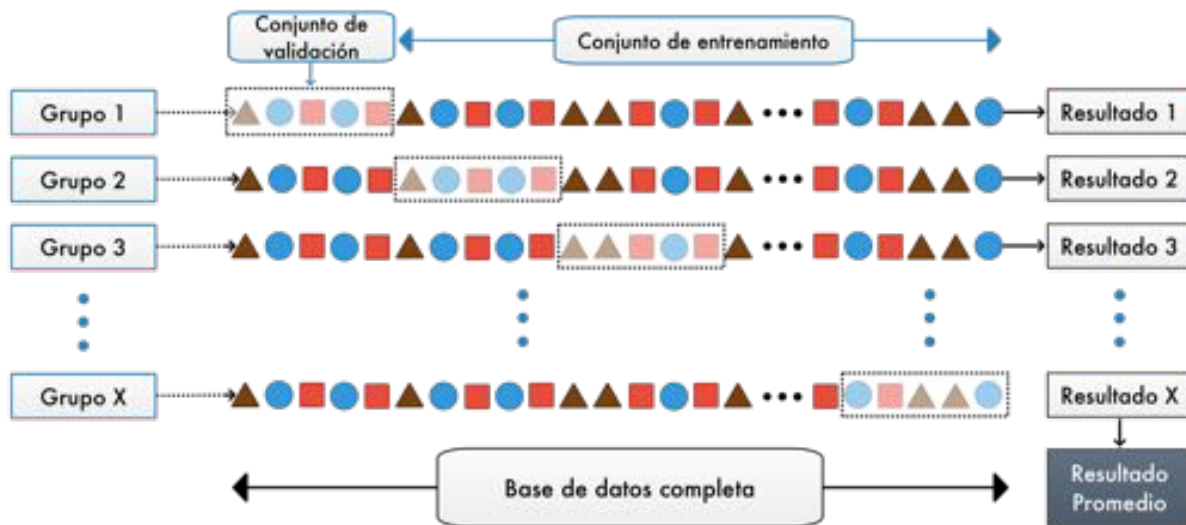 Conjunto de
validación
Conjunto de entrenamiento
Grupo 1
Resultado 1
Grupo 2
Resultado 2
Grupo 3
Resultado 3
Grupo X
Resultado X
Base de datos completa
Resultado
Promedio